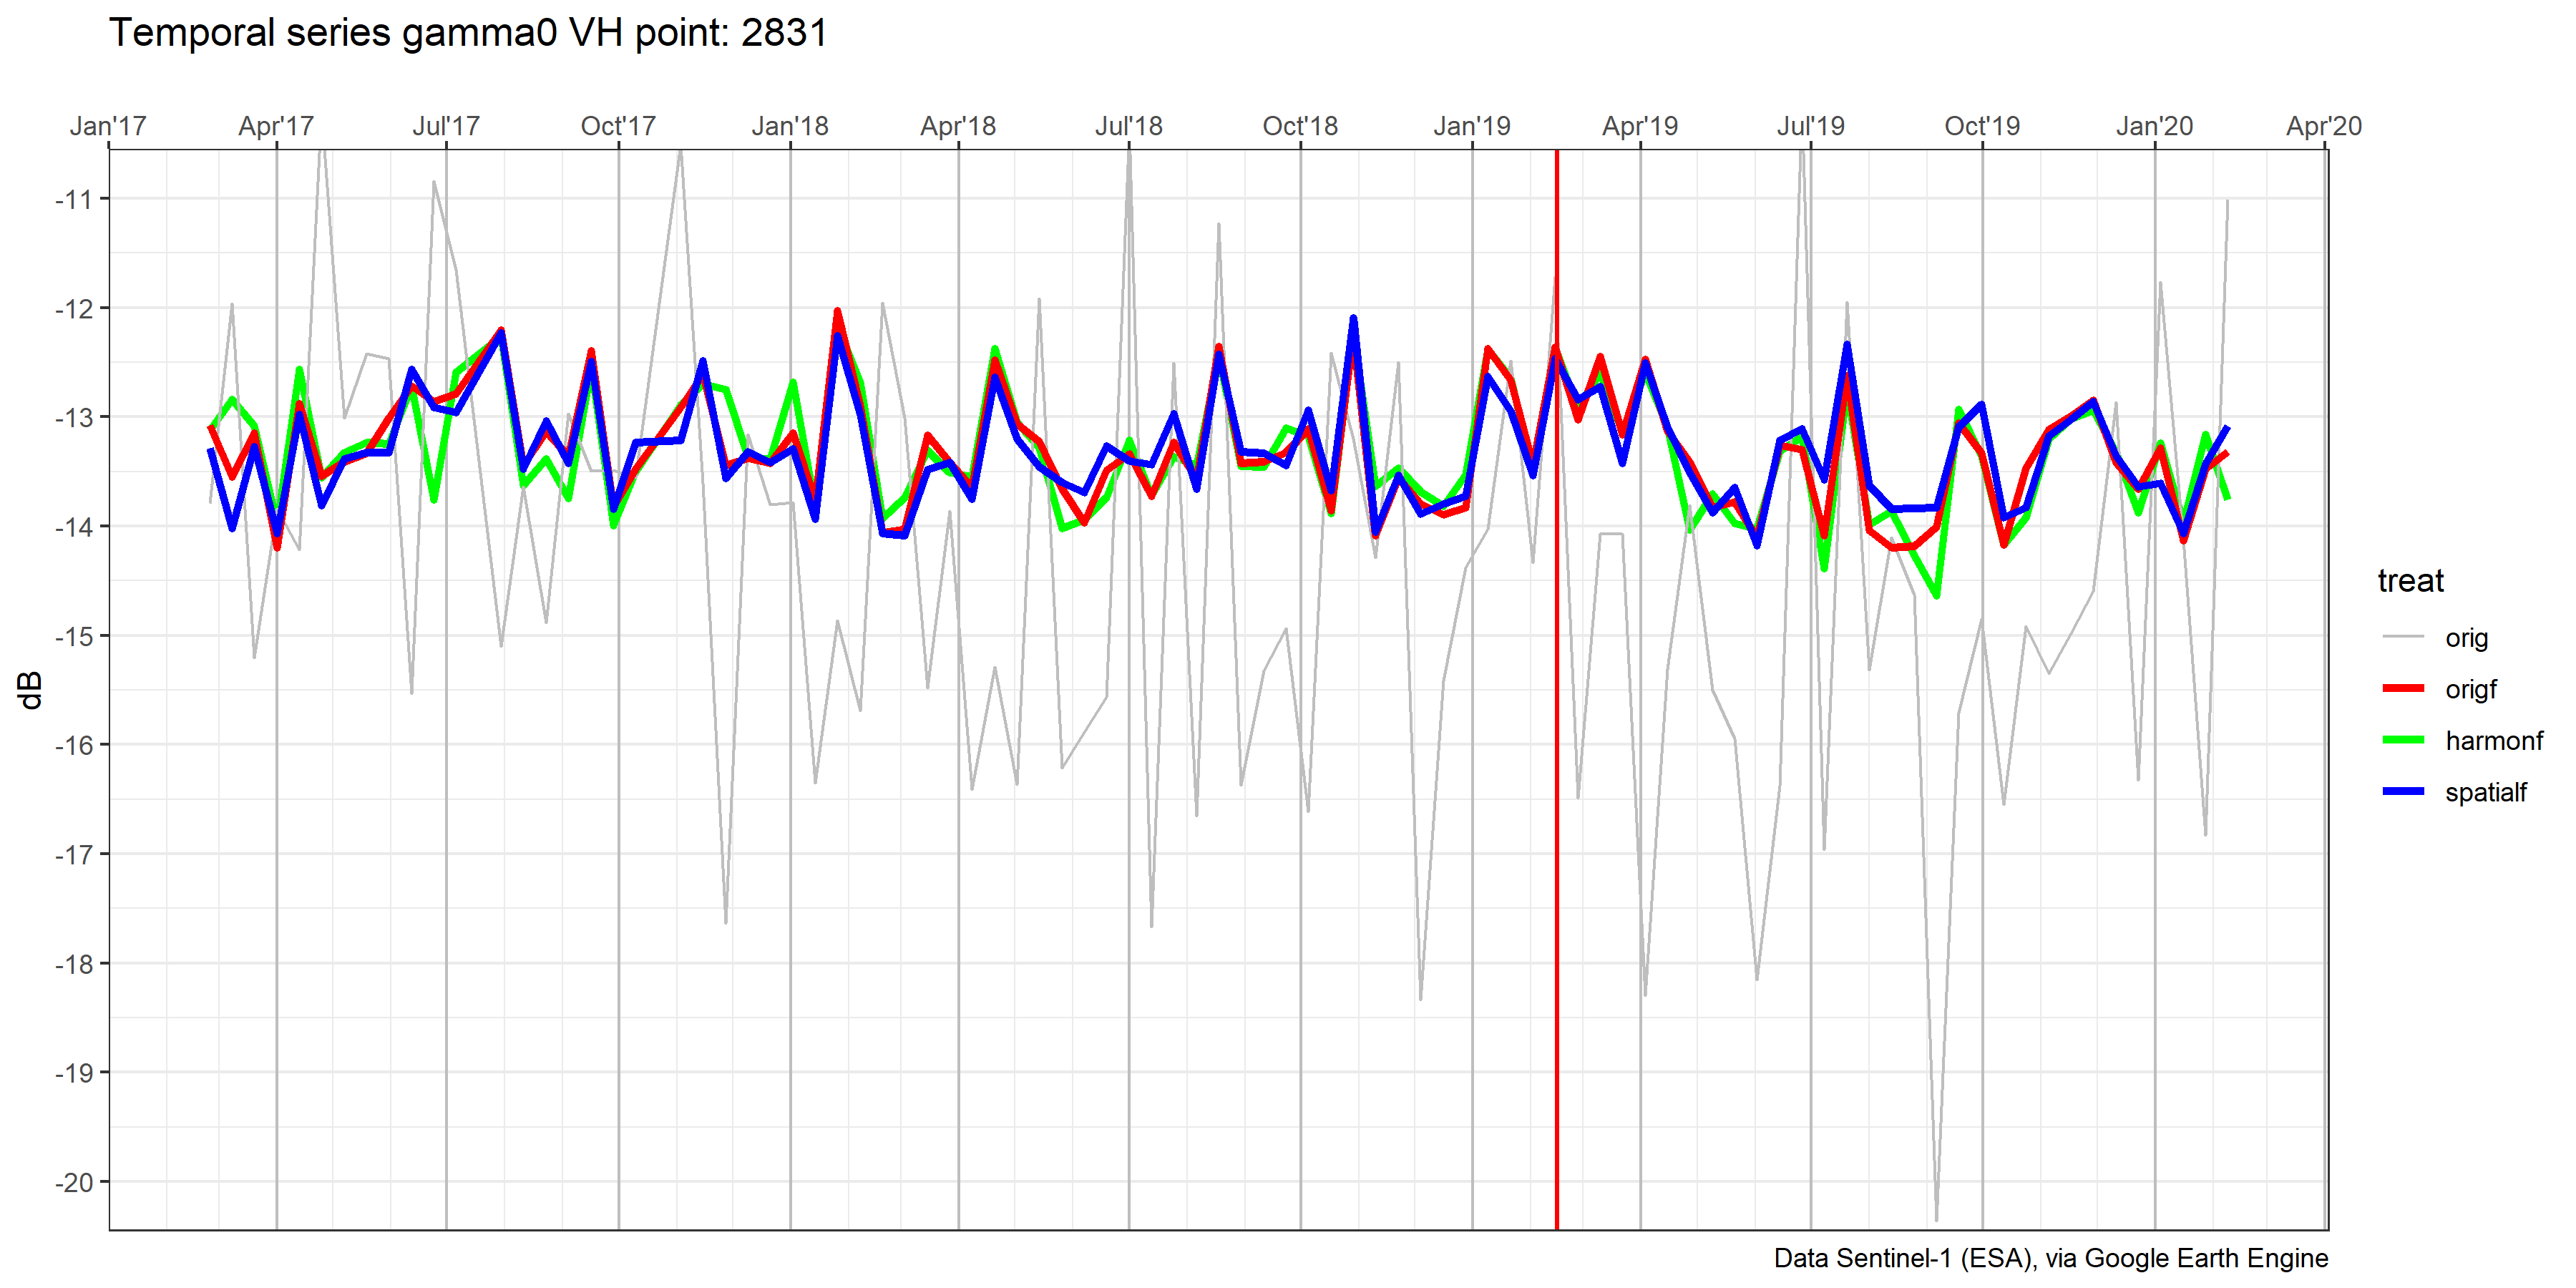 Temporal series gamma0 VH point: 2831
Jan'17 Apr'17 Jul'17 Oct'17 Jan'18 Apr'18 Jul'18 Oct'18 Jan'19 Apr'19 Jul'19 Oct'19 Jan'20 Apr'20
-11
-12
-13
-14
-15
-16
-17
-18
-19
-20
dB
treat
orig
origf
harmonf
spatialf
Data Sentinel-1 (ESA), via Google Earth Engine